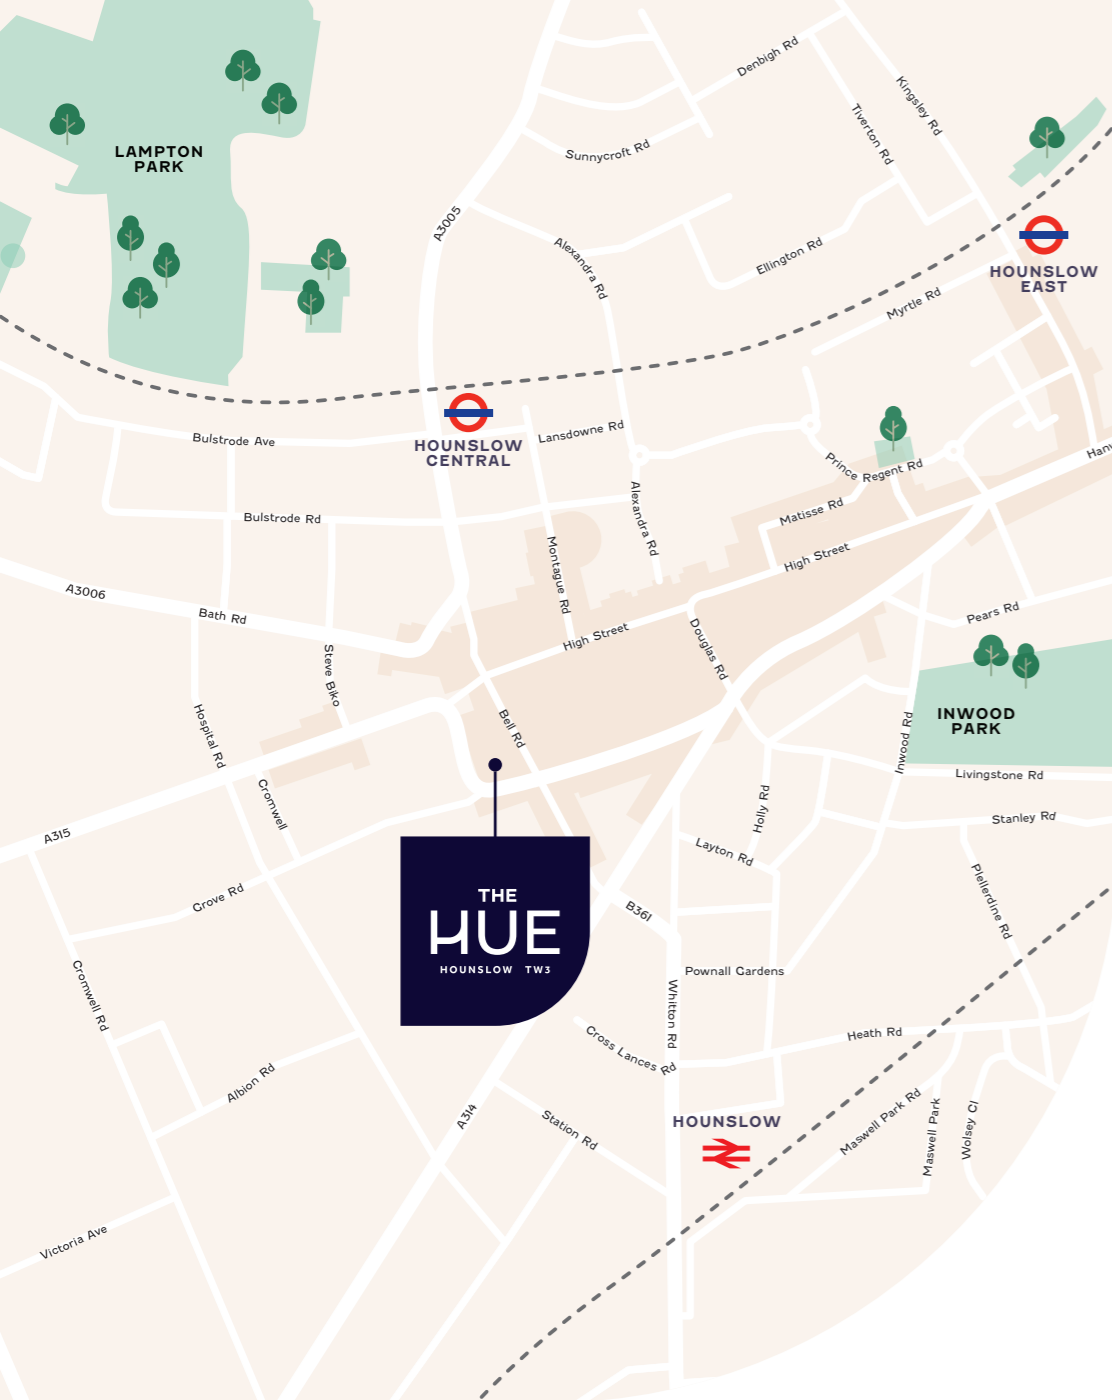 LAMPTON
PARK
Denbigh Rd
Kingsley Rd
Tiverton Rd
Sunnycroft Rd
A3005
Alexandra Rd
Ellington Rd
HOUNSLOW
EAST
Myrtle Rd
Bulstrode Ave
HOUNSLOW
CENTRAL
Lansdowne Rd
Prince Regent Rd
Alexandra Rd
Bulstrode Rd
Matisse Rd
Montague Rd
High Street
A3006
Bath Rd
High Street
Pears Rd
Douglas Rd
Steve Biko
INWOOD
PARK
Hospital Rd
Bell Rd
Inwood Rd
Livingstone Rd
Cromwell
Holly Rd
Stanley Rd
A315
Layton Rd
Grove Rd
Plellerdine Rd
THE
HUE
HOUNSLOW TW3
B361
Pownall Gardens
Cromwell Rd
Whitton Rd
Cross Lances Rd
Heath Rd
Albion Rd
A314
Station Rd
HOUNSLOW
Maswell Park Rd
Maswell Park
Wolsey Cl
Victoria Ave